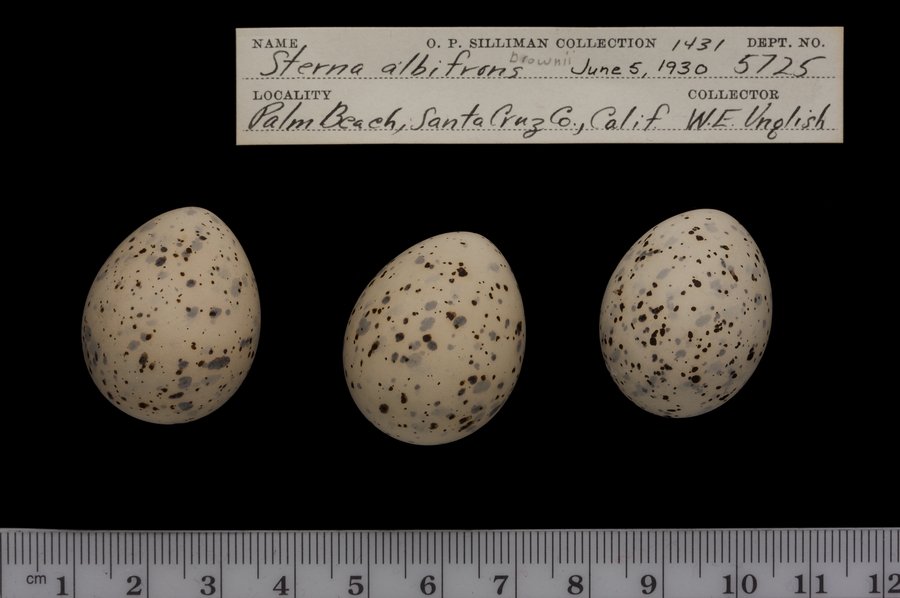 NAME O. P. SILLIMAN COLLECTION 1431 DEPT. NO.
Sterna albifrons brownii June 5, 1930 5725
LOCALITY COLLECTOR
Palm Beach, Santa Cruz Co., Calif W.E. Unglish
cm 1 2 3 4 5 6 7 8 9 10 11 12